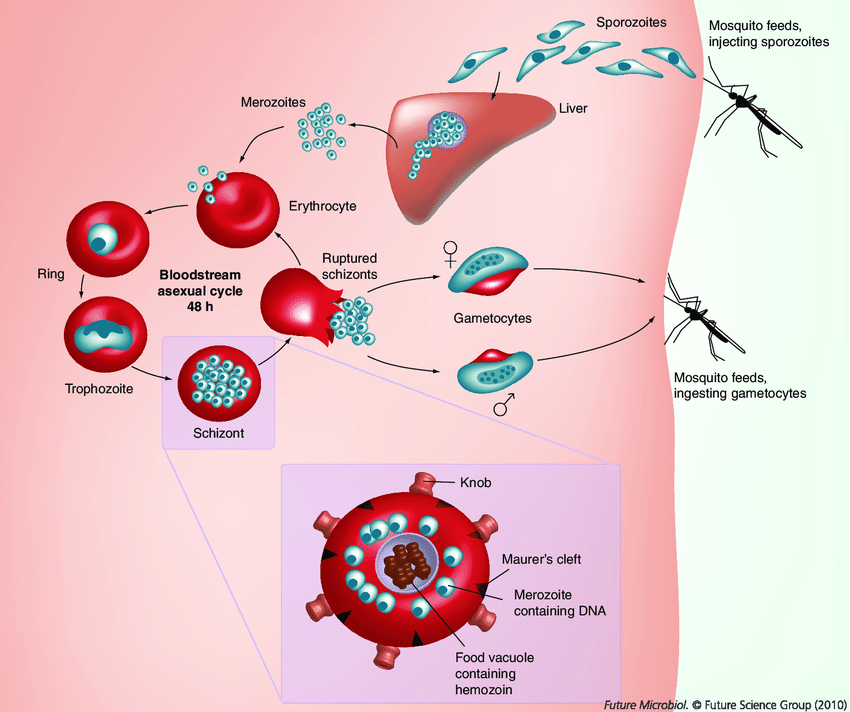 Sporozoites
Mosquito feeds,
injecting sporozoites
Merozoites
Liver
Erythrocyte
Ring
Bloodstream
asexual cycle
48 h
Ruptured
schizonts
♀
Gametocytes
Trophozoite
♂
Mosquito feeds,
ingesting gametocytes
Schizont
Knob
Maurer's cleft
Merozoite
containing DNA
Food vacuole
containing
hemozoin
Future Microbiol. © Future Science Group (2010)